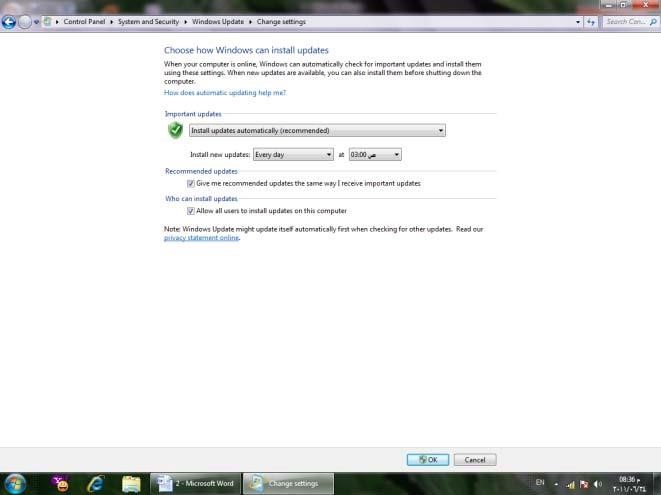 Control Panel ▸ System and Security ▸ Windows Update ▸ Change settings
Search Con...
Choose how Windows can install updates
When your computer is online, Windows can automatically check for important updates and install them
using these settings. When new updates are available, you can also install them before shutting down the
computer.
How does automatic updating help me?
Important updates
Install updates automatically (recommended)
Install new updates: Every day at 03:00 ص
Recommended updates
Give me recommended updates the same way I receive important updates
Who can install updates
Allow all users to install updates on this computer
Note: Windows Update might update itself automatically first when checking for other updates. Read our
privacy statement online.
OK Cancel
2 - Microsoft Word
Change settings
EN
08:36 م
٢٠١١/٠٦/٢٤